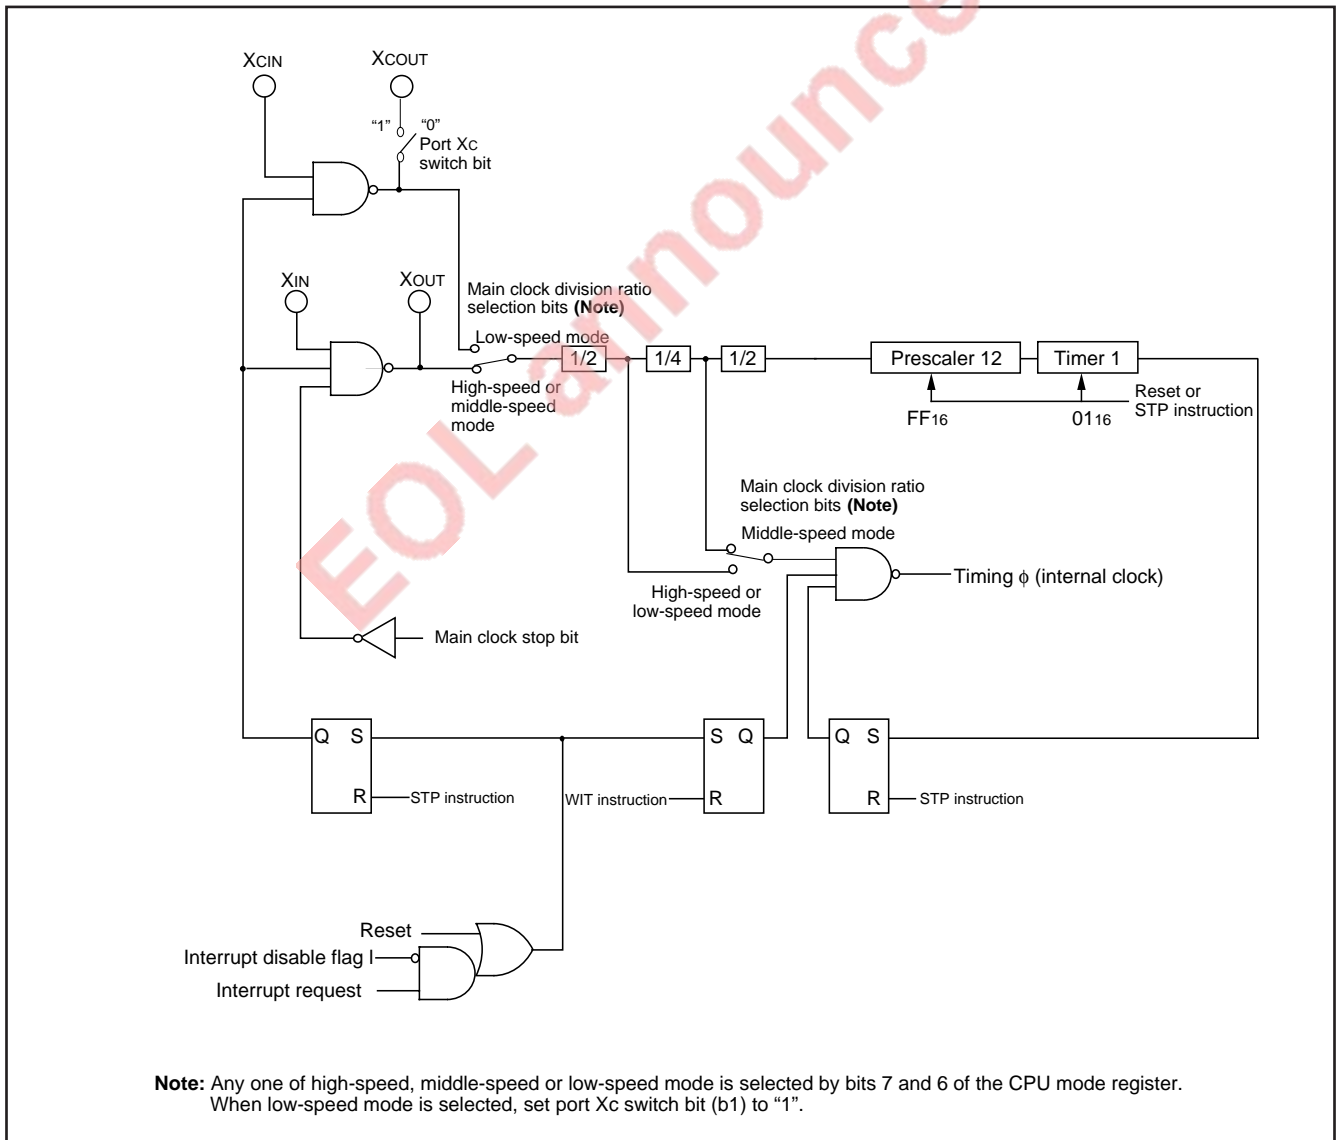 XCIN
XCOUT
“1” “0”
Port XC
switch bit
XIN
XOUT
Main clock division ratio
selection bits (Note)
Low-speed mode
1/2
1/4
1/2
Prescaler 12
Timer 1
High-speed or
middle-speed
mode
Reset or
STP instruction
FF16
0116
Main clock division ratio
selection bits (Note)
Middle-speed mode
High-speed or
low-speed mode
Timing ϕ (internal clock)
Main clock stop bit
Q S
R
STP instruction
S Q
WIT instruction
R
Q S
R
STP instruction
Reset
Interrupt disable flag I
Interrupt request
Note: Any one of high-speed, middle-speed or low-speed mode is selected by bits 7 and 6 of the CPU mode register.
When low-speed mode is selected, set port Xc switch bit (b1) to “1”.
EOL announce